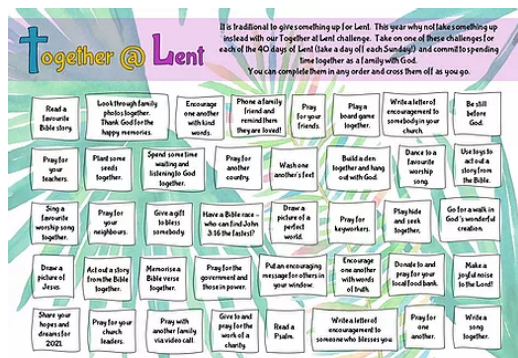 Together @ Lent
It is traditional to give something up for Lent. This year why not take something up
instead with our Together at Lent challenge. Take on one of these challenges for
each of the 40 days of Lent (take a day off each Sunday!) and commit to spending
time together as a family with God.
You can complete them in any order and cross them off as you go.
Read a
favourite
Bible story.
Look through family
photos together.
Thank God for the
happy memories.
Encourage
one another
with kind
words.
Phone a family
friend and
remind them
they are loved!
Pray
for your
friends.
Play a
board game
together.
Write a letter of
encouragement to
somebody in your
church.
Be still
before
God.
Pray for
your
teachers.
Plant some
seeds
together.
Spend some time
waiting and
listening to God
together.
Pray for
another
country.
Wash one
another's feet
Build a den
together and
hang out
with God.
Dance to a
favourite
worship
song.
Use toys to
act out a
story from
the Bible.
Sing a
favourite
worship song
together.
Pray for
your
neighbours.
Give a gift
to bless
somebody.
Have a Bible race -
who can find John
3:16 the fastest?
Draw a
picture of a
perfect
world.
Pray for
keyworkers.
Play hide
and seek
together.
Go for a walk in
God's wonderful
creation.
Draw a
picture of
Jesus.
Act out a story
from the Bible
together.
Memorise a
Bible verse
together.
Pray for the
government and
those in power.
Put an encouraging
message for others in
your window.
Encourage
one another
with words
of truth.
Donate to and
pray for your
local food bank.
Make a
joyful noise
to the Lord!
Share your
hopes and
dreams for
2021.
Pray for your
church
leaders.
Pray with
another family
via video call.
Give to and
pray for the
work of a
charity.
Read a
Psalm.
Write a letter of
encouragement to
someone who blesses you
Pray
for one
another.
Write a
song
together.